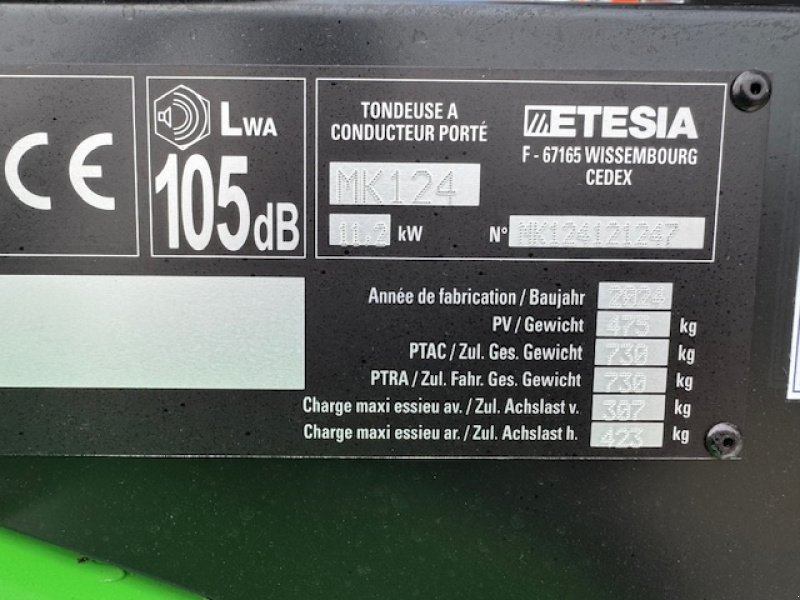 CE
LWA
105dB
TONDEUSE A
CONDUCTEUR PORTÉ
MK124
11.2 kW
ETESIA
F - 67165 WISSEMBOURG
CEDEX
N° MK124121247
Année de fabrication / Baujahr 2024
PV / Gewicht 475 kg
PTAC / Zul. Ges. Gewicht 730 kg
PTRA / Zul. Fahr. Ges. Gewicht 730 kg
Charge maxi essieu av. / Zul. Achslast v. 307 kg
Charge maxi essieu ar. / Zul. Achslast h. 423 kg